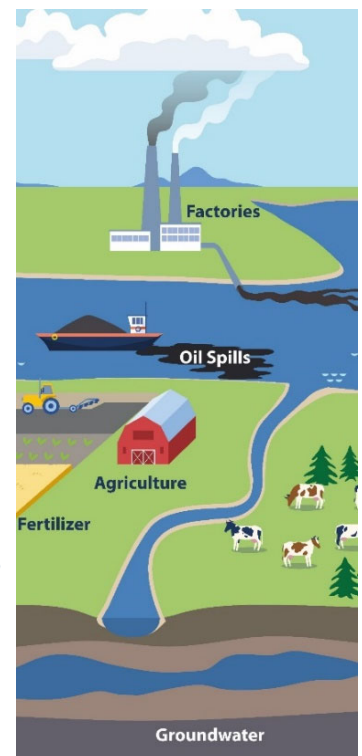 Factories
Oil Spills
Agriculture
Fertilizer
Groundwater